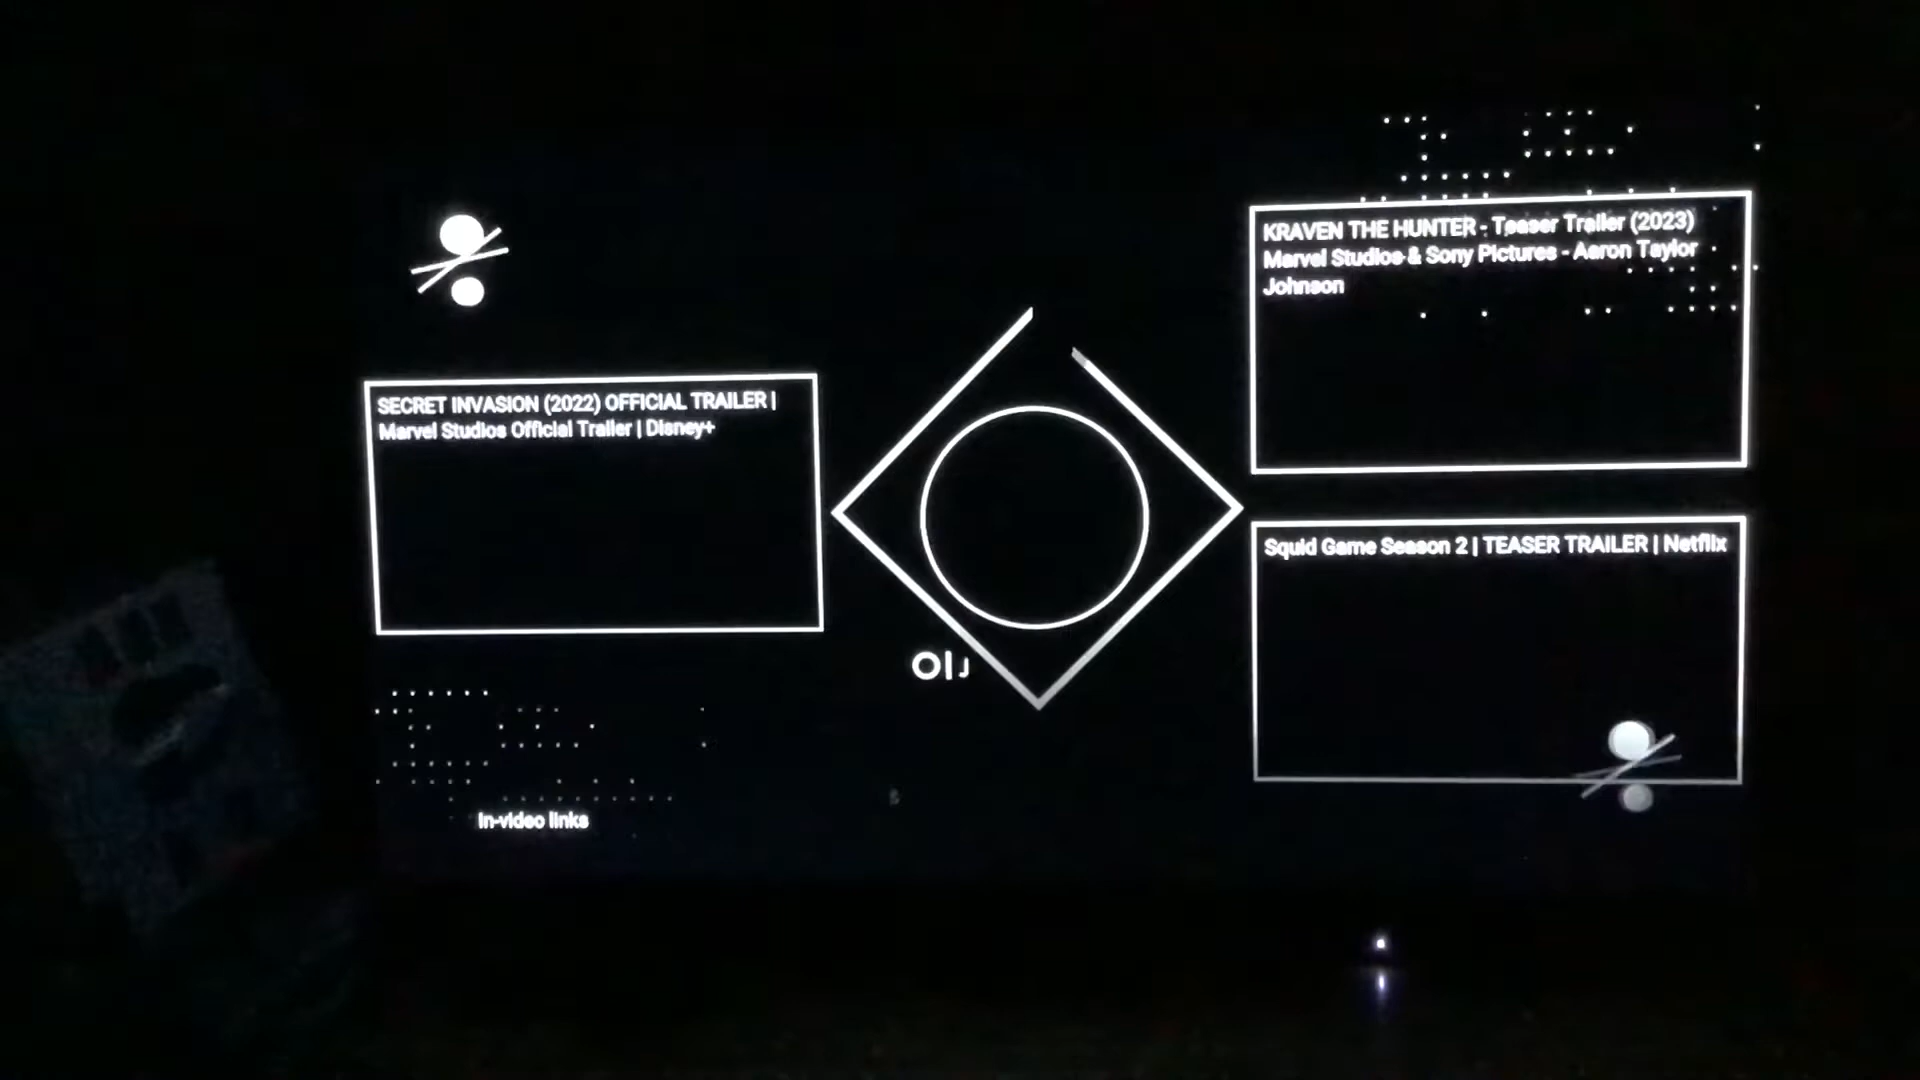 SECRET INVASION (2022) OFFICIAL TRAILER |
Marvel Studios Official Trailer | Disney+
KRAVEN THE HUNTER - Teaser Trailer (2023)
Marvel Studios & Sony Pictures - Aaron Taylor
Johnson
Squid Game Season 2 | TEASER TRAILER | Netflix
In-video links